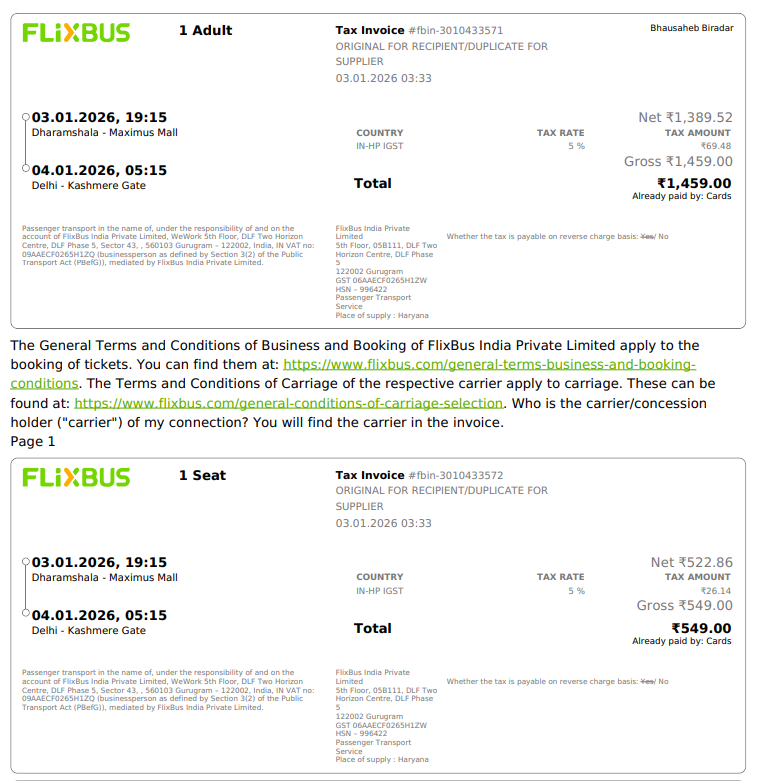 FLiXBUS
1 Adult
Tax Invoice #fbin-3010433571
ORIGINAL FOR RECIPIENT/DUPLICATE FOR
SUPPLIER
03.01.2026 03:33
Bhausaheb Biradar
03.01.2026, 19:15
Dharamshala - Maximus Mall
04.01.2026, 05:15
Delhi - Kashmere Gate
Net ₹1,389.52
COUNTRY TAX RATE TAX AMOUNT
IN-HP IGST 5 % ₹69.48
Gross ₹1,459.00
Total ₹1,459.00
Already paid by: Cards
Passenger transport in the name of, under the responsibility of and on the
account of FlixBus India Private Limited, WeWork 5th Floor, DLF Two Horizon
Centre, DLF Phase 5, Sector 43, , 560103 Gurugram – 122002, India, IN VAT no:
09AAECF0265H1ZQ (businessperson as defined by Section 3(2) of the Public
Transport Act (PBefG)), mediated by FlixBus India Private Limited.
FlixBus India Private
Limited
5th Floor, 05B111, DLF Two
Horizon Centre, DLF Phase
5
122002 Gurugram
GST 06AAECF0265H1ZW
HSN – 996422
Passenger Transport
Service
Place of supply : Haryana
Whether the tax is payable on reverse charge basis: Yes/ No
The General Terms and Conditions of Business and Booking of FlixBus India Private Limited apply to the
booking of tickets. You can find them at: https://www.flixbus.com/general-terms-business-and-booking-
conditions. The Terms and Conditions of Carriage of the respective carrier apply to carriage. These can be
found at: https://www.flixbus.com/general-conditions-of-carriage-selection. Who is the carrier/concession
holder ("carrier") of my connection? You will find the carrier in the invoice.
Page 1
FLiXBUS
1 Seat
Tax Invoice #fbin-3010433572
ORIGINAL FOR RECIPIENT/DUPLICATE FOR
SUPPLIER
03.01.2026 03:33
03.01.2026, 19:15
Dharamshala - Maximus Mall
04.01.2026, 05:15
Delhi - Kashmere Gate
Net ₹522.86
COUNTRY TAX RATE TAX AMOUNT
IN-HP IGST 5 % ₹26.14
Gross ₹549.00
Total ₹549.00
Already paid by: Cards
Passenger transport in the name of, under the responsibility of and on the
account of FlixBus India Private Limited, WeWork 5th Floor, DLF Two Horizon
Centre, DLF Phase 5, Sector 43, , 560103 Gurugram – 122002, India, IN VAT no:
09AAECF0265H1ZQ (businessperson as defined by Section 3(2) of the Public
Transport Act (PBefG)), mediated by FlixBus India Private Limited.
FlixBus India Private
Limited
5th Floor, 05B111, DLF Two
Horizon Centre, DLF Phase
5
122002 Gurugram
GST 06AAECF0265H1ZW
HSN – 996422
Passenger Transport
Service
Place of supply : Haryana
Whether the tax is payable on reverse charge basis: Yes/ No